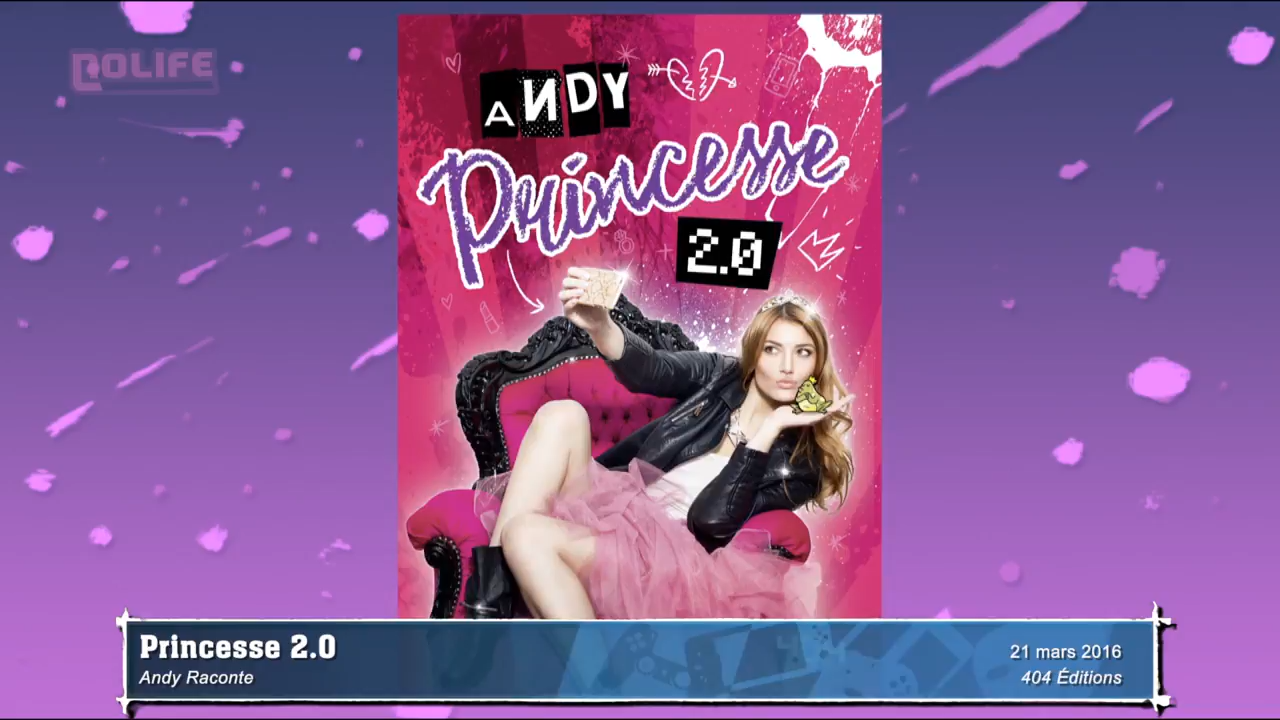 NOLIFE
ANDY
Princesse
2.0
Princesse 2.0
Andy Raconte
21 mars 2016
404 Éditions